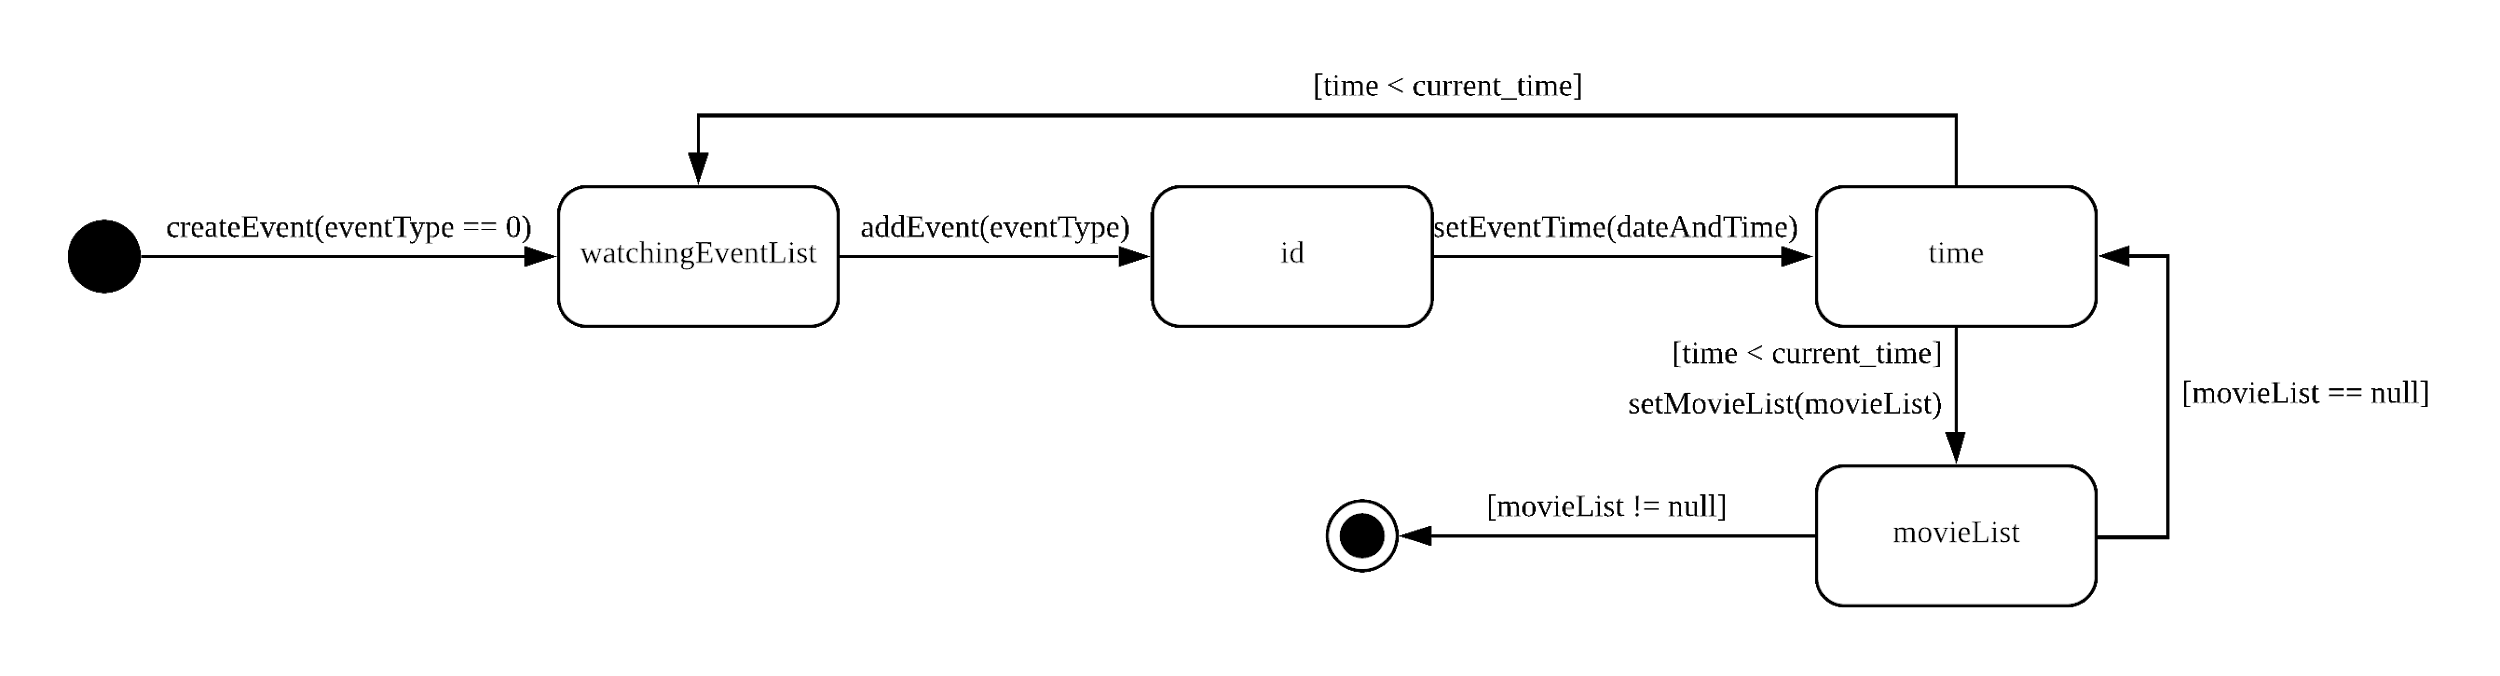 [time < current_time]
createEvent(eventType == 0)
watchingEventList
addEvent(eventType)
id
setEventTime(dateAndTime)
time
[time < current_time]
setMovieList(movieList)
[movieList == null]
[movieList != null]
movieList